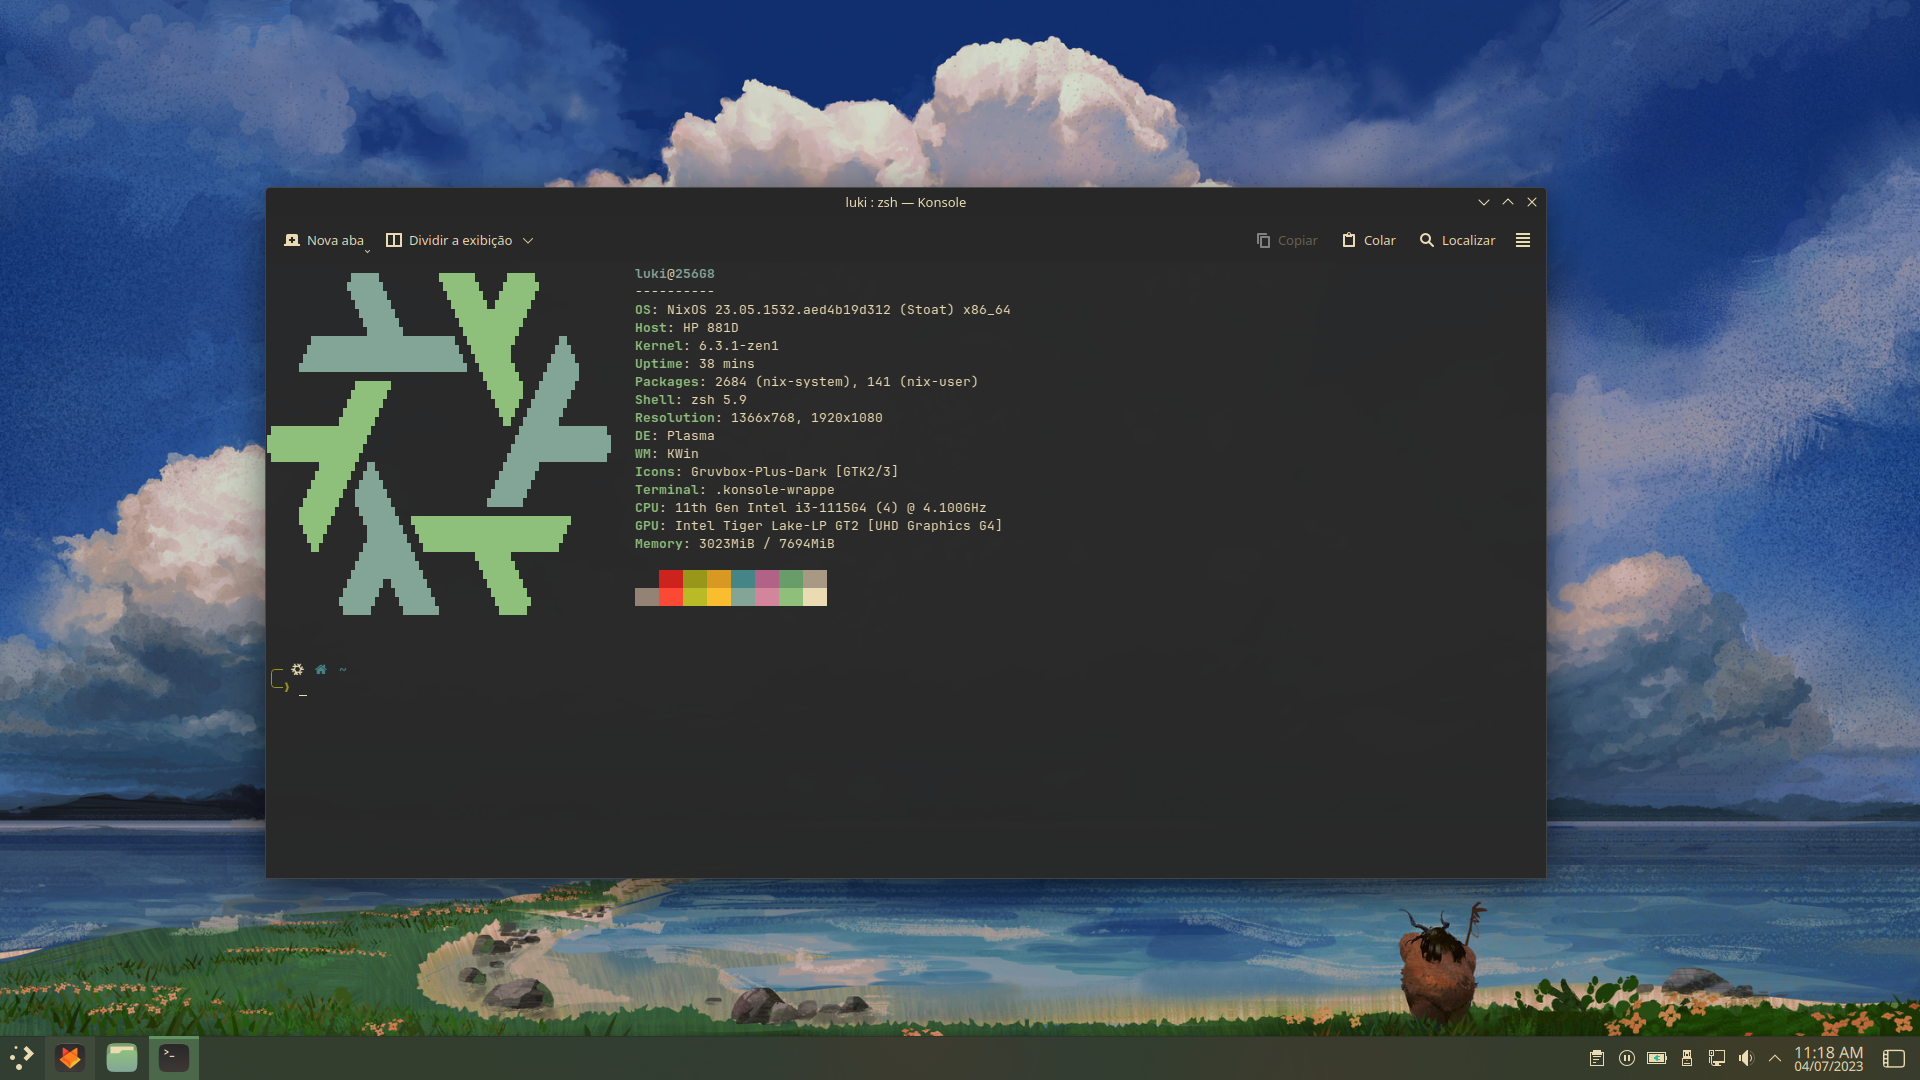 luki : zsh — Konsole
Nova aba
Dividir a exibição
Copiar
Colar
Localizar
luki@256G8
----------
OS: NixOS 23.05.1532.aed4b19d312 (Stoat) x86_64
Host: HP 881D
Kernel: 6.3.1-zen1
Uptime: 38 mins
Packages: 2684 (nix-system), 141 (nix-user)
Shell: zsh 5.9
Resolution: 1366x768, 1920x1080
DE: Plasma
WM: KWin
Icons: Gruvbox-Plus-Dark [GTK2/3]
Terminal: .konsole-wrappe
CPU: 11th Gen Intel i3-1115G4 (4) @ 4.100GHz
GPU: Intel Tiger Lake-LP GT2 [UHD Graphics G4]
Memory: 3023MiB / 7694MiB
~
11:18 AM
04/07/2023